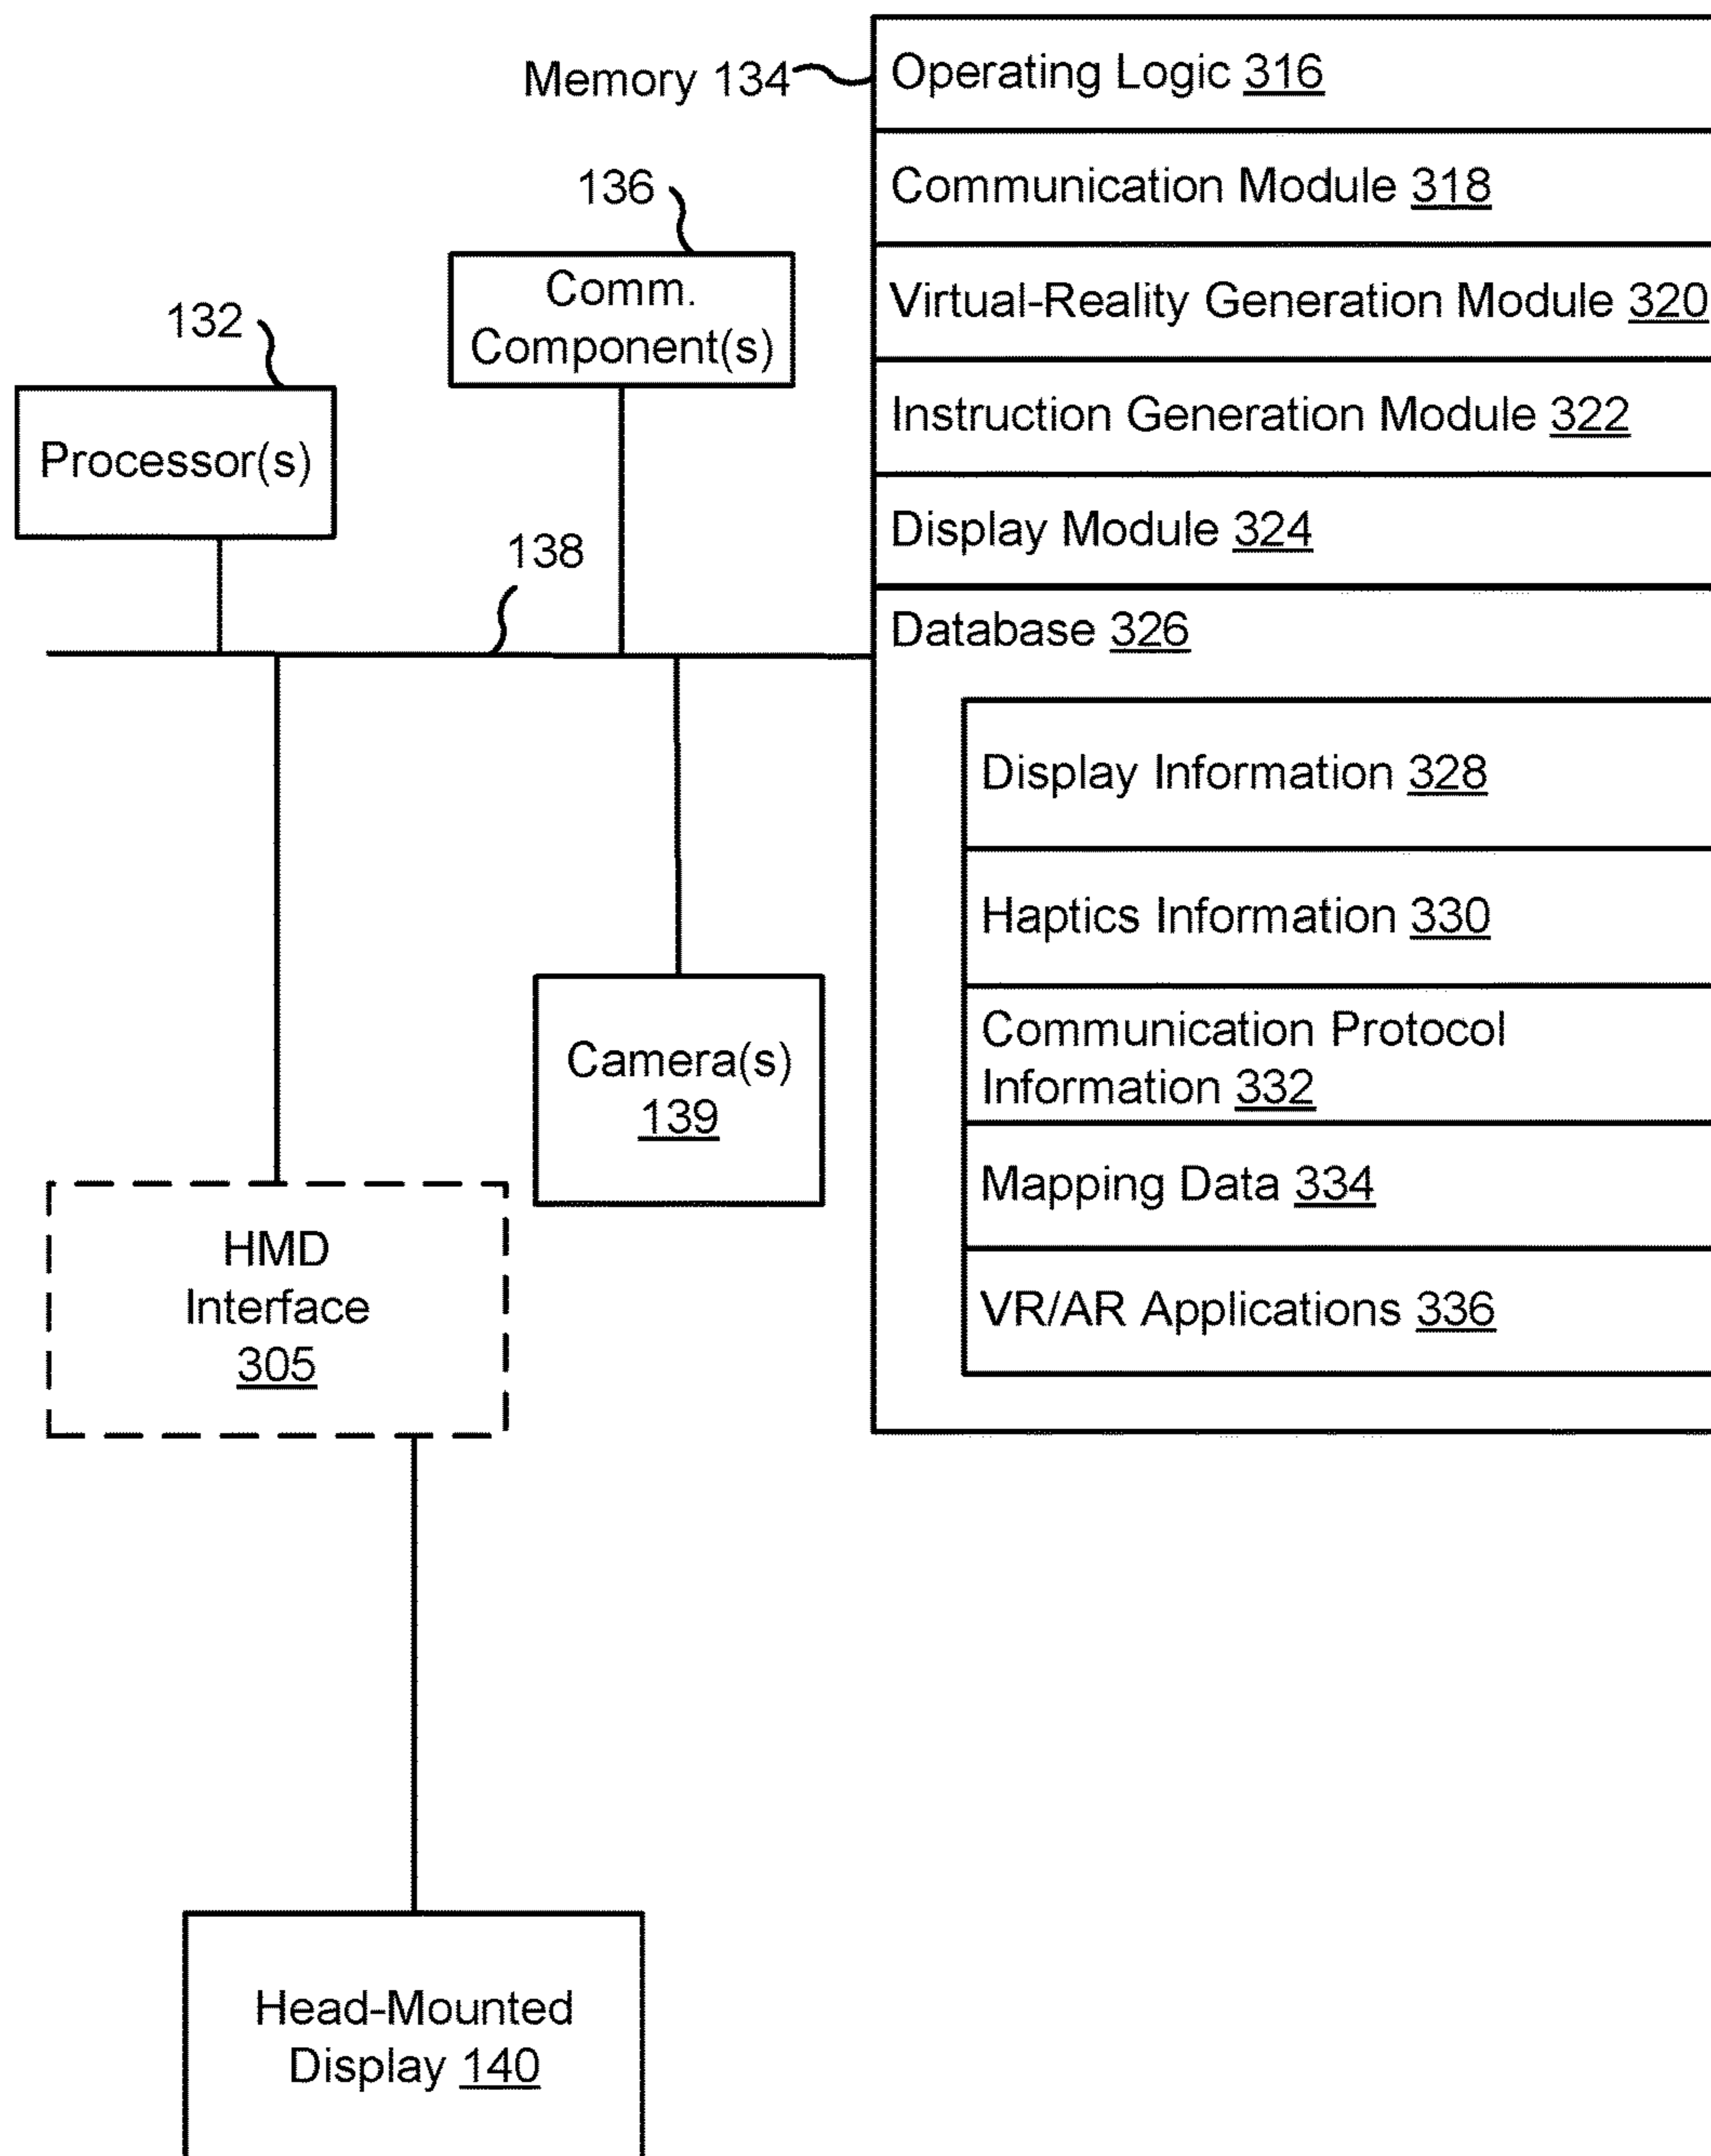 Memory 134
Operating Logic 316
Communication Module 318
Virtual-Reality Generation Module 320
Instruction Generation Module 322
Display Module 324
Database 326
Display Information 328
Haptics Information 330
Communication Protocol
Information 332
Mapping Data 334
VR/AR Applications 336
136
Comm.
Component(s)
132
Processor(s)
138
Camera(s)
139
HMD
Interface
305
Head-Mounted
Display 140